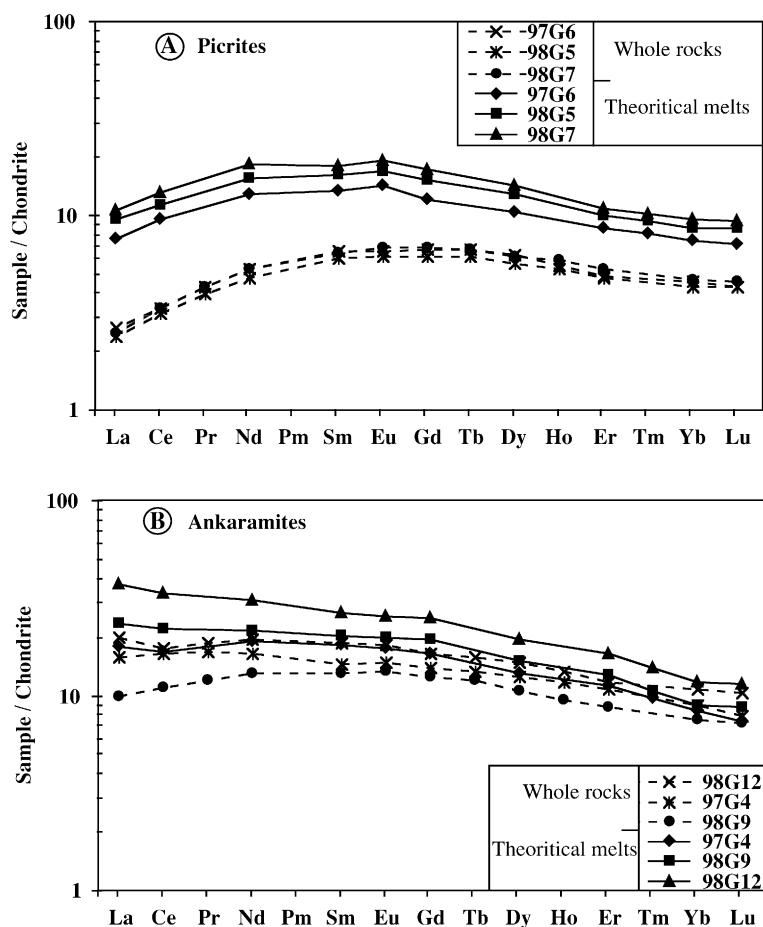 100
A Picrites
97G6
98G5
98G7
Whole rocks
97G6
98G5
98G7
Theoritical melts
Sample / Chondrite
10
1
La Ce Pr Nd Pm Sm Eu Gd Tb Dy Ho Er Tm Yb Lu
100
B Ankaramites
Sample / Chondrite
10
Whole rocks
98G12
97G4
98G9
Theoritical melts
97G4
98G9
98G12
1
La Ce Pr Nd Pm Sm Eu Gd Tb Dy Ho Er Tm Yb Lu